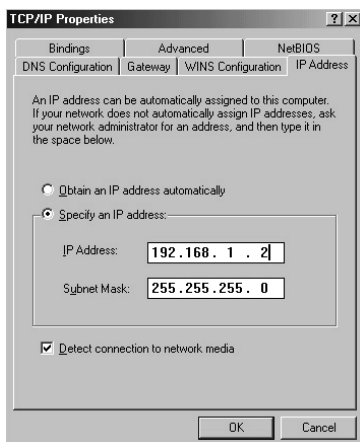 TCP/IP Properties
Bindings Advanced NetBIOS
DNS Configuration Gateway WINS Configuration IP Address
An IP address can be automatically assigned to this computer.
If your network does not automatically assign IP addresses, ask
your network administrator for an address, and then type it in
the space below.
Obtain an IP address automatically
Specify an IP address:
IP Address: 192.168. 1 . 2
Subnet Mask: 255.255.255. 0
Detect connection to network media
OK Cancel